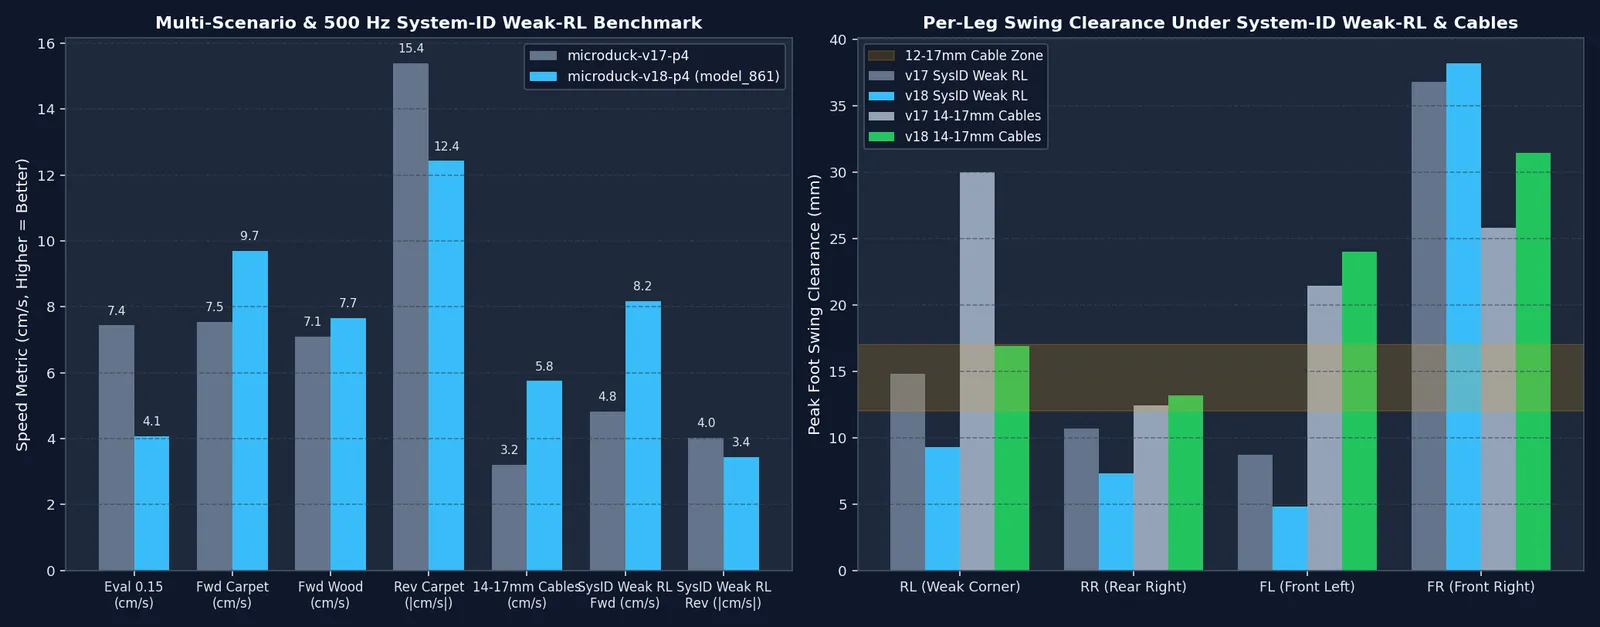 Multi-Scenario & 500 Hz System-ID Weak-RL Benchmark
Speed Metric (cm/s, Higher = Better)
16
14
12
10
8
6
4
2
0
microduck-v17-p4
microduck-v18-p4 (model_861)
7.4
4.1
7.5
9.7
7.1
7.7
15.4
12.4
3.2
5.8
4.8
8.2
4.0
3.4
Eval 0.15
(cm/s)
Fwd Carpet
(cm/s)
Fwd Wood
(cm/s)
Rev Carpet
(|cm/s|)
14-17mm Cables
(cm/s)
SysID Weak RL
Fwd (cm/s)
SysID Weak RL
Rev (|cm/s|)
Per-Leg Swing Clearance Under System-ID Weak-RL & Cables
Peak Foot Swing Clearance (mm)
40
35
30
25
20
15
10
5
0
12-17mm Cable Zone
v17 SysID Weak RL
v18 SysID Weak RL
v17 14-17mm Cables
v18 14-17mm Cables
RL (Weak Corner)
RR (Rear Right)
FL (Front Left)
FR (Front Right)